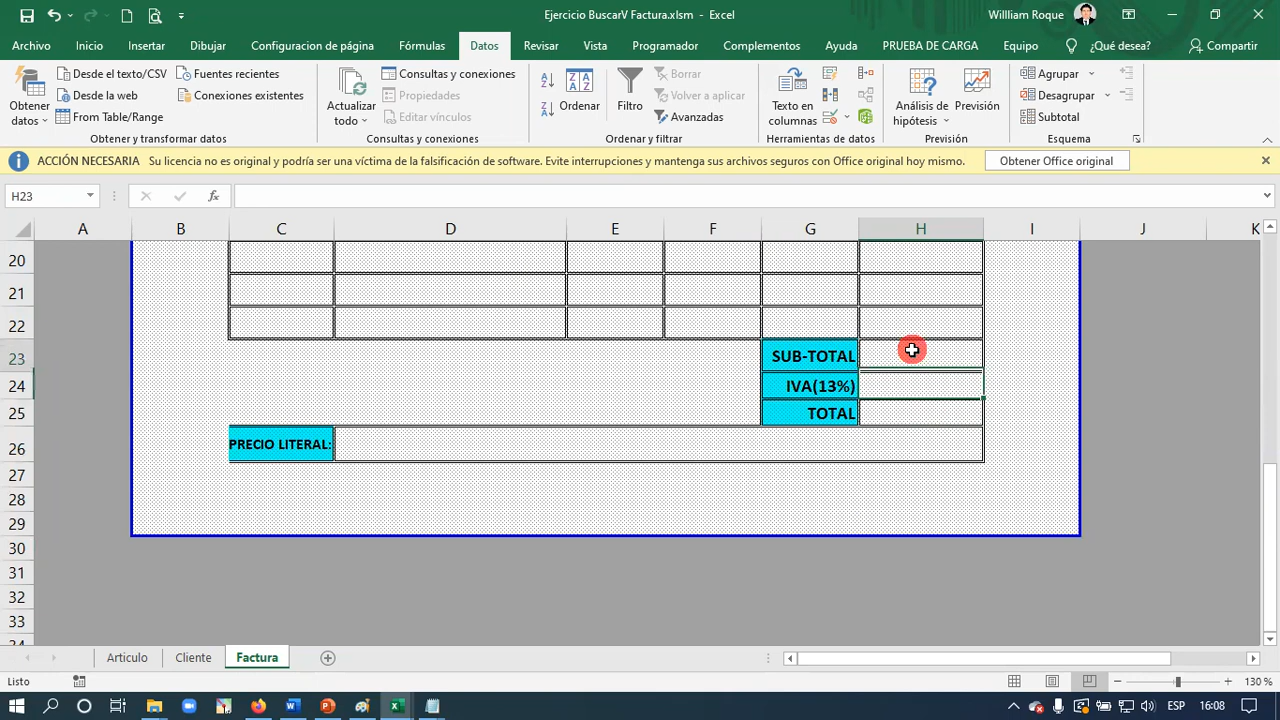 Ejercicio BuscarV Factura.xlsm - Excel
Willliam Roque
Archivo Inicio Insertar Dibujar Configuración de página Fórmulas Datos Revisar Vista Programador Complementos Ayuda PRUEBA DE CARGA Equipo ¿Qué desea? Compartir
Obtener datos
Desde el texto/CSV
Desde la web
From Table/Range
Fuentes recientes
Conexiones existentes
Obtener y transformar datos
Actualizar todo
Consultas y conexiones
Propiedades
Editar vínculos
Consultas y conexiones
Ordenar
Filtro
Borrar
Volver a aplicar
Avanzadas
Ordenar y filtrar
Texto en columnas
Herramientas de datos
Análisis de hipótesis
Previsión
Previsión
Agrupar
Desagrupar
Subtotal
Esquema
ACCIÓN NECESARIA Su licencia no es original y podría ser una víctima de la falsificación de software. Evite interrupciones y mantenga sus archivos seguros con Office original hoy mismo. Obtener Office original
H23 fx
A B C D E F G H I J K
20
21
22
23 SUB-TOTAL
24 IVA(13%)
25 TOTAL
26 PRECIO LITERAL:
27
28
29
30
31
32
33
34
Articulo Cliente Factura
Listo 130 %
ESP 16:08